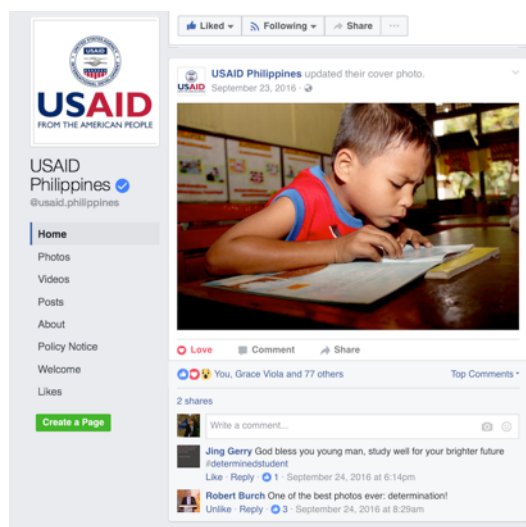 USAID
FROM THE AMERICAN PEOPLE
USAID
Philippines
@usaid.philippines
Home
Photos
Videos
Posts
About
Policy Notice
Welcome
Likes
Create a Page
Liked
Following
Share
USAID Philippines updated their cover photo.
September 23, 2016 ·
USAID
Love
Comment
Share
You, Grace Viola and 77 others
Top Comments
2 shares
Write a comment...
Jing Gerry God bless you young man, study well for your brighter future
#determinedstudent
Like · Reply · 1 · September 24, 2016 at 6:14pm
Robert Burch One of the best photos ever: determination!
Unlike · Reply · 3 · September 24, 2016 at 8:29am